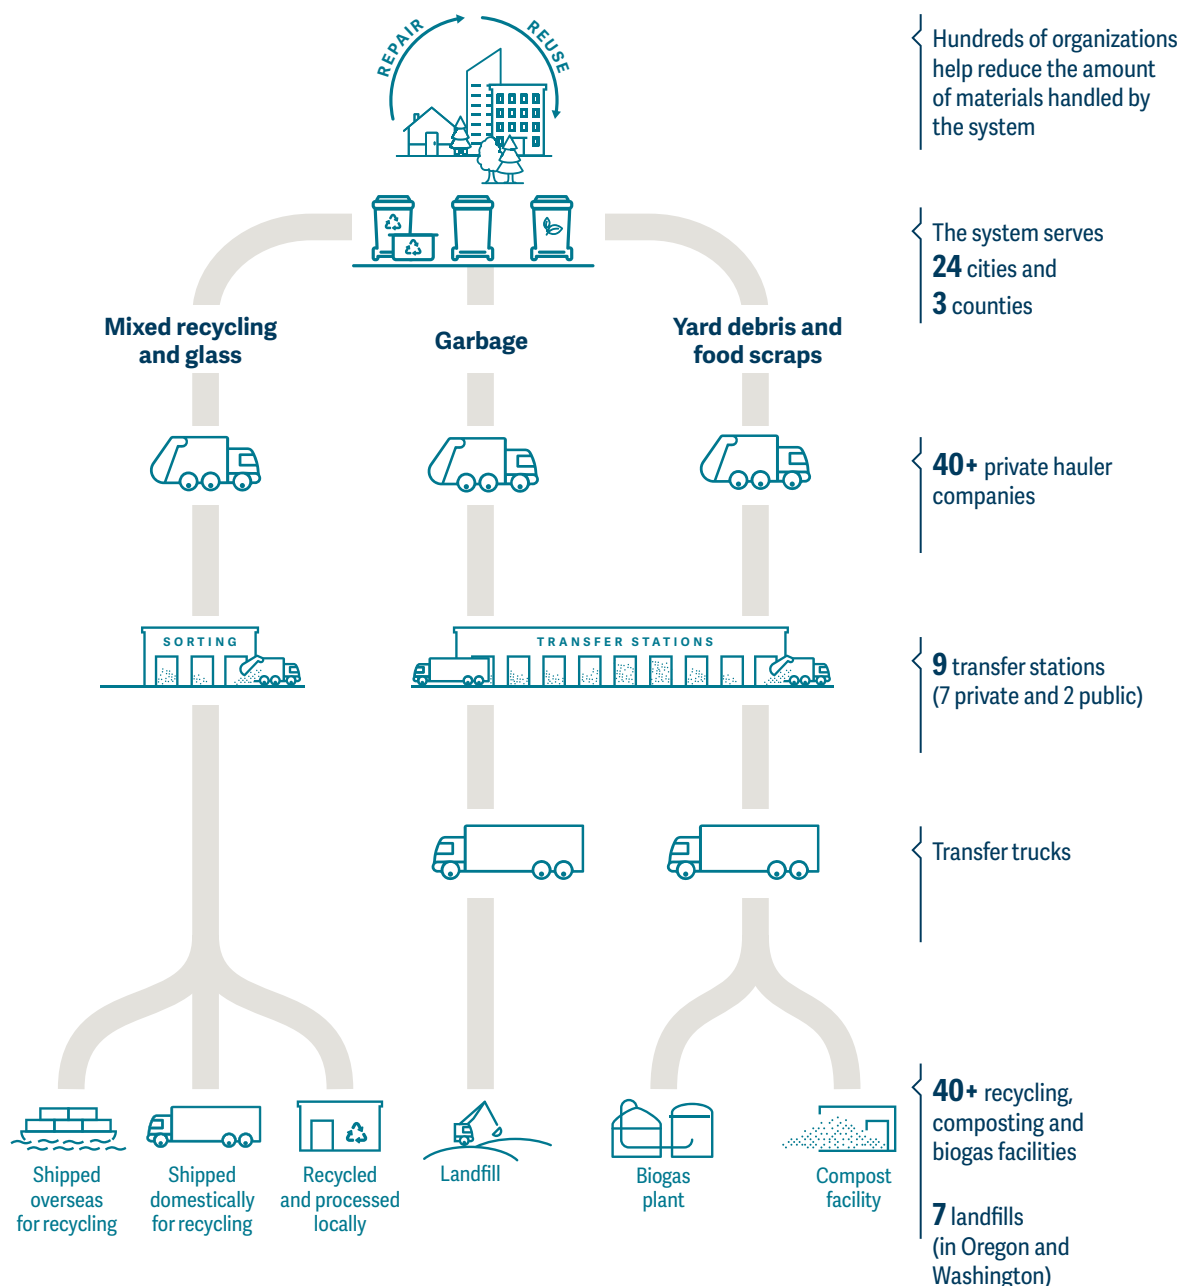 REPAIR
REUSE
Hundreds of organizations
help reduce the amount
of materials handled by
the system
The system serves
24 cities and
3 counties
Mixed recycling
and glass
Garbage
Yard debris and
food scraps
40+ private hauler
companies
SORTING
TRANSFER STATIONS
9 transfer stations
(7 private and 2 public)
Transfer trucks
Shipped
overseas
for recycling
Shipped
domestically
for recycling
Recycled
and processed
locally
Landfill
Biogas
plant
Compost
facility
40+ recycling,
composting and
biogas facilities
7 landfills
(in Oregon and
Washington)